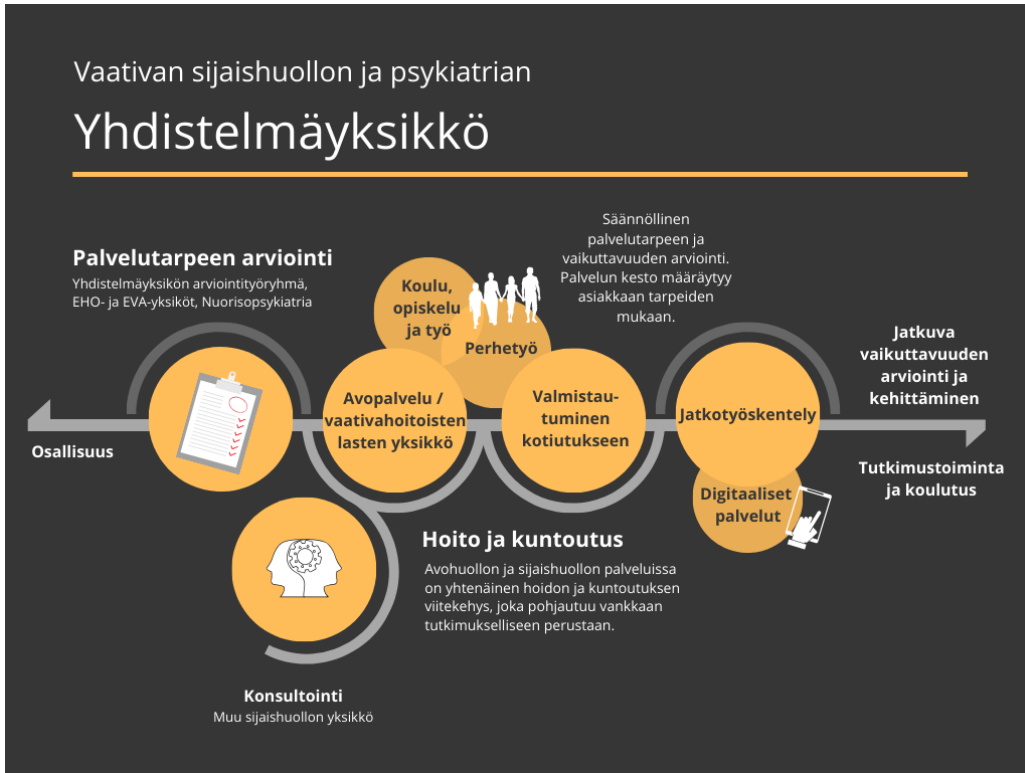 Vaativan sijaishuollon ja psykiatrian
Yhdistelmäyksikkö
Palvelutarpeen arviointi
Yhdistelmäyksikön arviointityöryhmä,
EHO- ja EVA-yksiköt, Nuorisopsykiatria
Koulu,
opiskelu
ja työ
Perhetyö
Säännöllinen
palvelutarpeen ja
vaikuttavuuden arviointi.
Palvelun kesto määräytyy
asiakkaan tarpeiden
mukaan.
Jatkuva
vaikuttavuuden
arviointi ja
kehittäminen
Osallisuus
Avopalvelu /
vaativahoitoisten
lasten yksikkö
Valmistau-
tuminen
kotiutukseen
Jatkotyöskentely
Tutkimustoiminta
ja koulutus
Digitaaliset
palvelut
Hoito ja kuntoutus
Avohuollon ja sijaishuollon palveluissa
on yhtenäinen hoidon ja kuntoutuksen
viitekehys, joka pohjautuu vankkaan
tutkimukselliseen perustaan.
Konsultointi
Muu sijaishuollon yksikkö